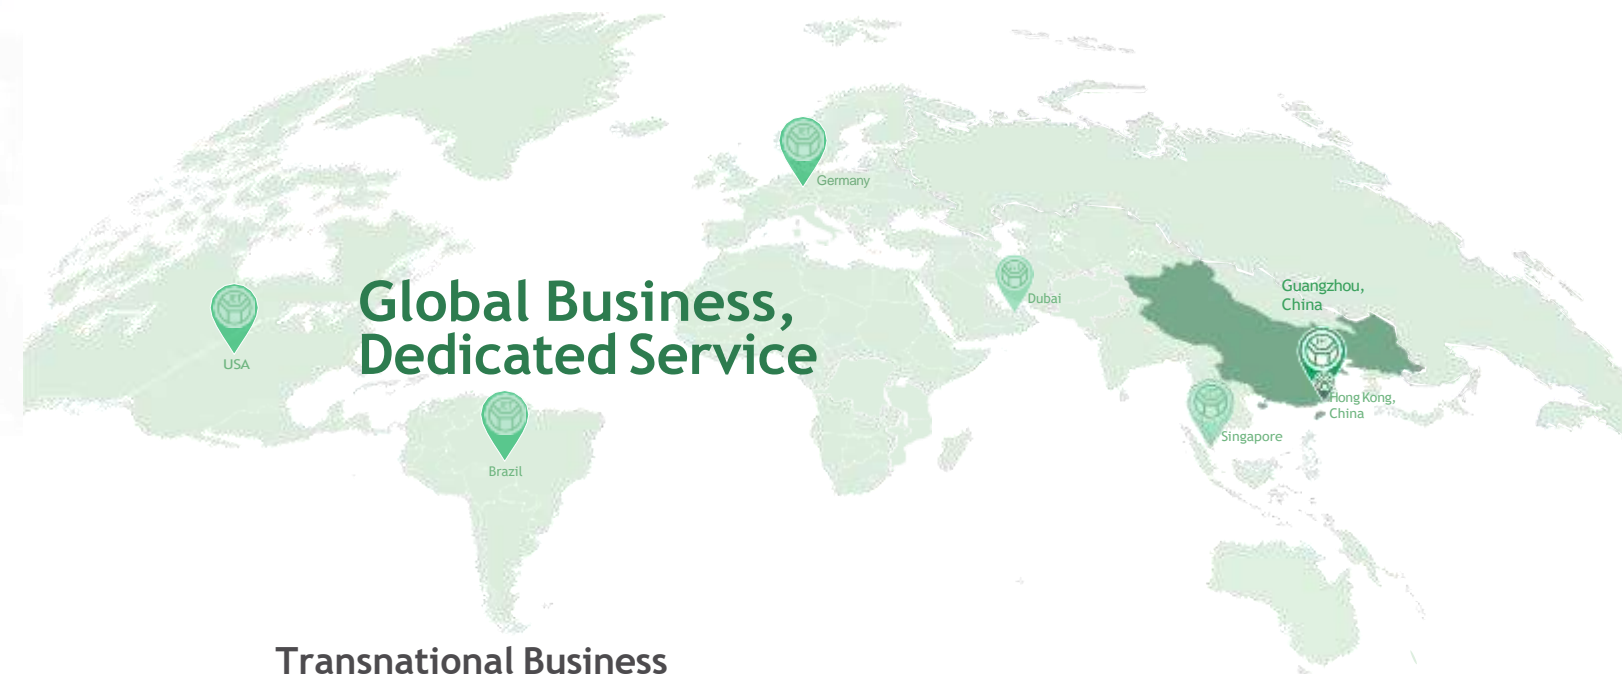 Germany
Guangzhou,
China
Dubai
Global Business,
Dedicated Service
USA
Hong Kong,
China
Singapore
Brazil
Transnational Business